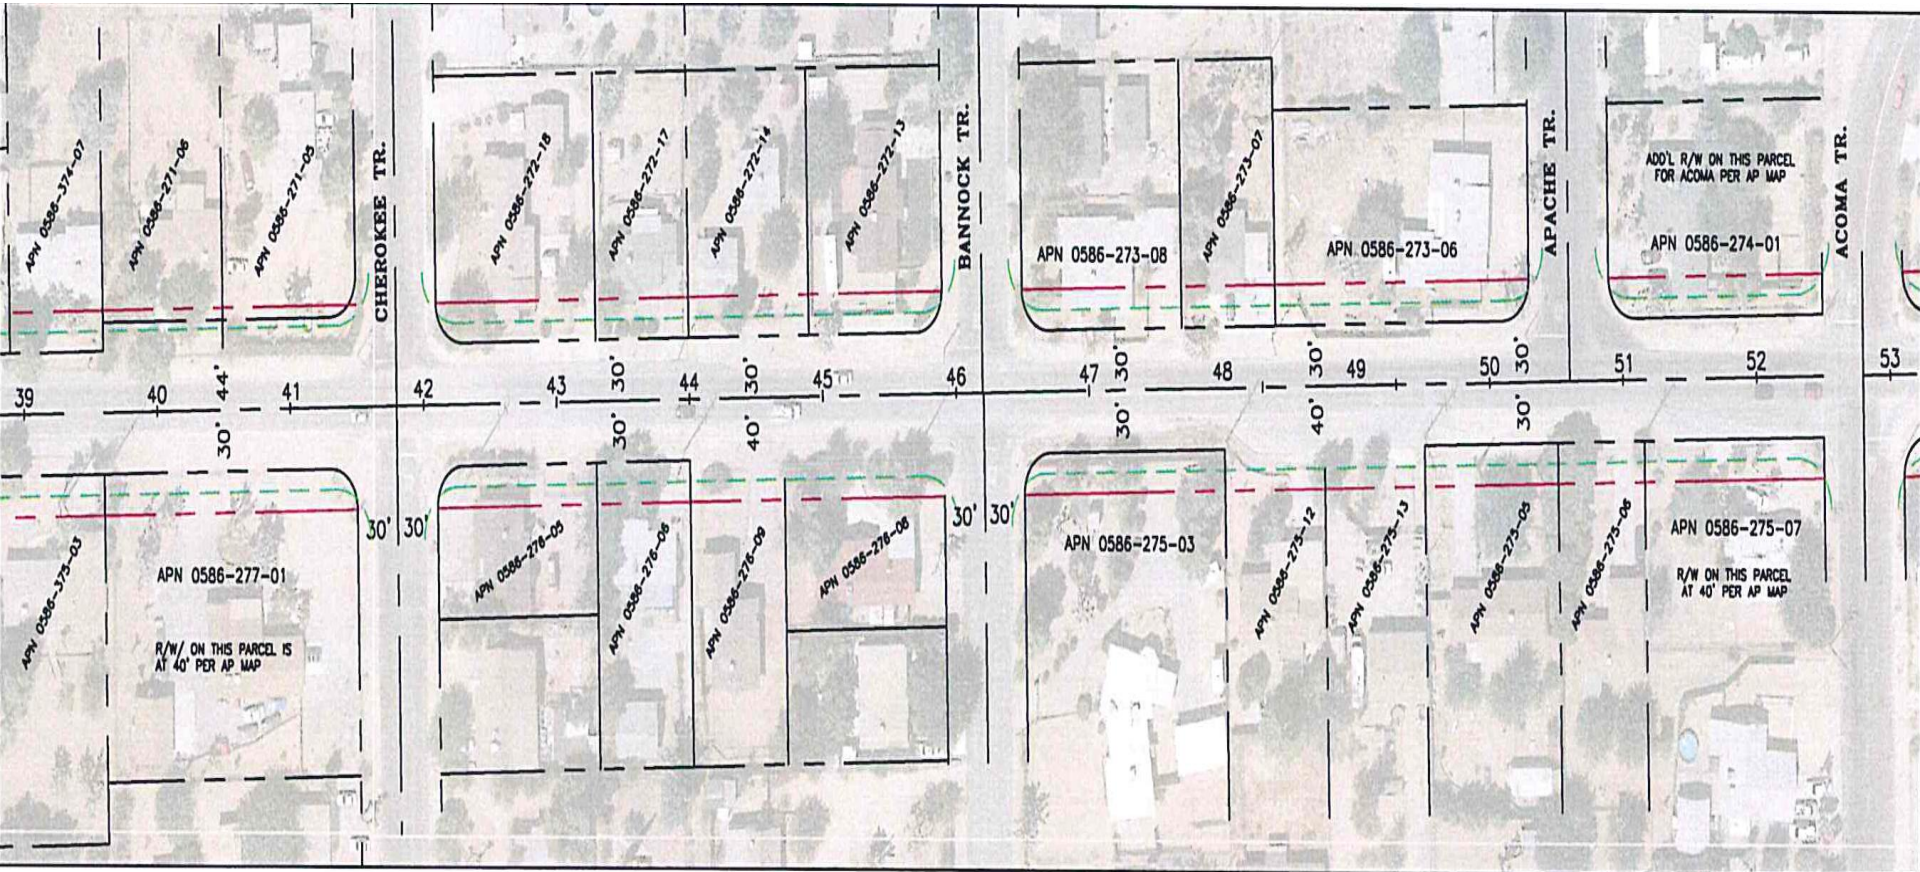 APN 0586-374-07
APN 0586-271-06
APN 0586-271-05
CHEROKEE TR.
APN 0586-272-18
APN 0586-272-17
APN 0586-272-14
APN 0586-272-13
BANNOCK TR.
APN 0586-273-08
APN 0586-273-07
APN 0586-273-06
APACHE TR.
ADD'L R/W ON THIS PARCEL
FOR ACOMA PER AP MAP
APN 0586-274-01
ACOMA TR.
39
40
44'
41
42
43
30'
44
30'
45
46
47
30'
48
30'
49
50
30'
51
52
53
30'
30'
40'
30'
40'
30'
30'
30'
30'
30'
APN 0586-375-03
APN 0586-277-01
R/W/ ON THIS PARCEL IS
AT 40' PER AP MAP
APN 0586-276-05
APN 0586-276-06
APN 0586-276-09
APN 0586-276-08
APN 0586-275-03
APN 0586-275-12
APN 0586-275-13
APN 0586-275-05
APN 0586-275-06
APN 0586-275-07
R/W ON THIS PARCEL
AT 40' PER AP MAP